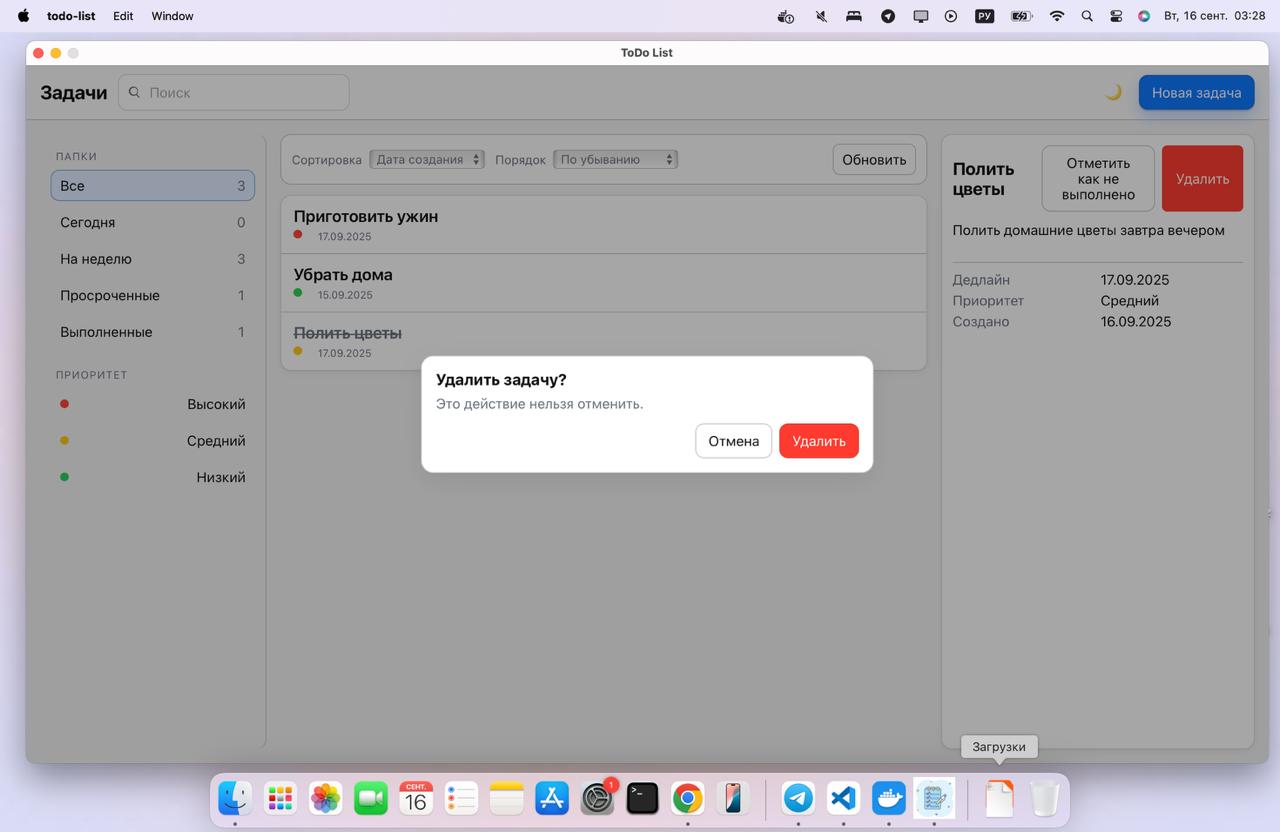 todo-list Edit Window
РУ Вт, 16 сент. 03:28
ToDo List
Задачи Поиск Новая задача
ПАПКИ
Все 3
Сегодня 0
На неделю 3
Просроченные 1
Выполненные 1
ПРИОРИТЕТ
Высокий
Средний
Низкий
Сортировка Дата создания Порядок По убыванию Обновить
Приготовить ужин
17.09.2025
Убрать дома
15.09.2025
Полить цветы
17.09.2025
Удалить задачу?
Это действие нельзя отменить.
Отмена Удалить
Полить
цветы
Отметить
как не
выполнено
Удалить
Полить домашние цветы завтра вечером
Дедлайн 17.09.2025
Приоритет Средний
Создано 16.09.2025
Загрузки
СЕНТ.
16
1
>_